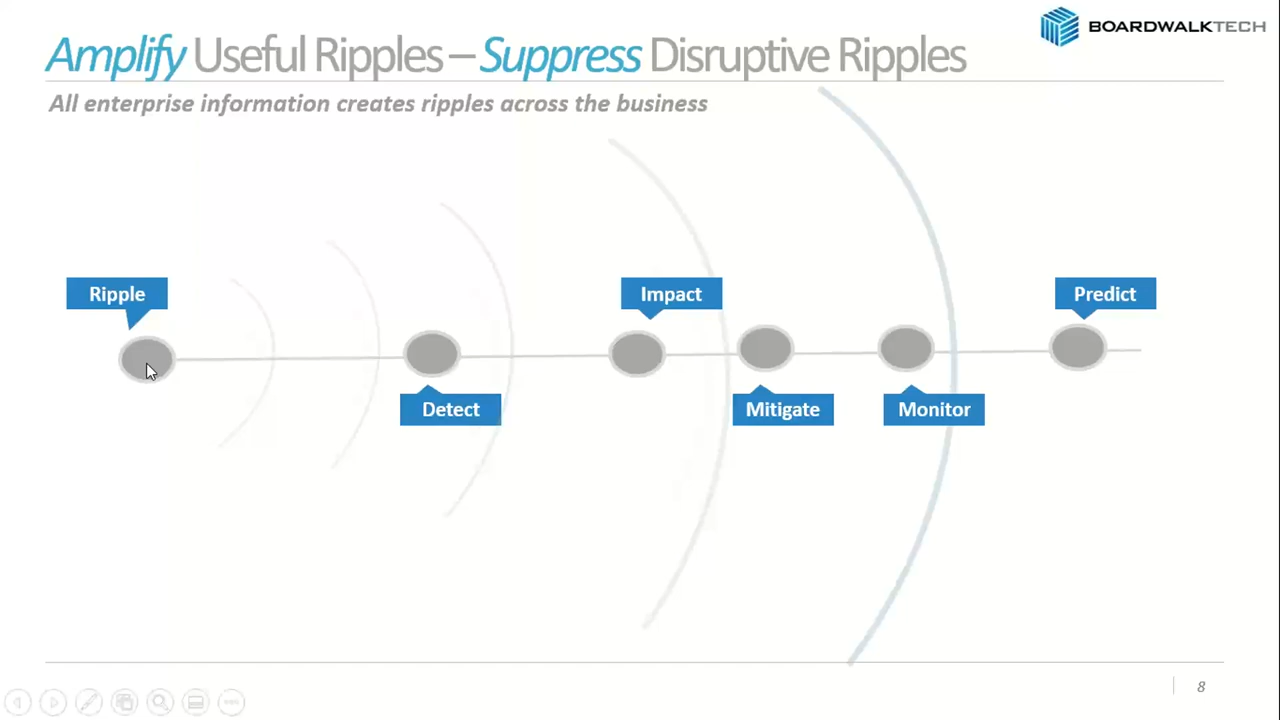 BOARDWALKTECH
Amplify Useful Ripples – Suppress Disruptive Ripples
All enterprise information creates ripples across the business
Ripple
Impact
Predict
Detect
Mitigate
Monitor
8